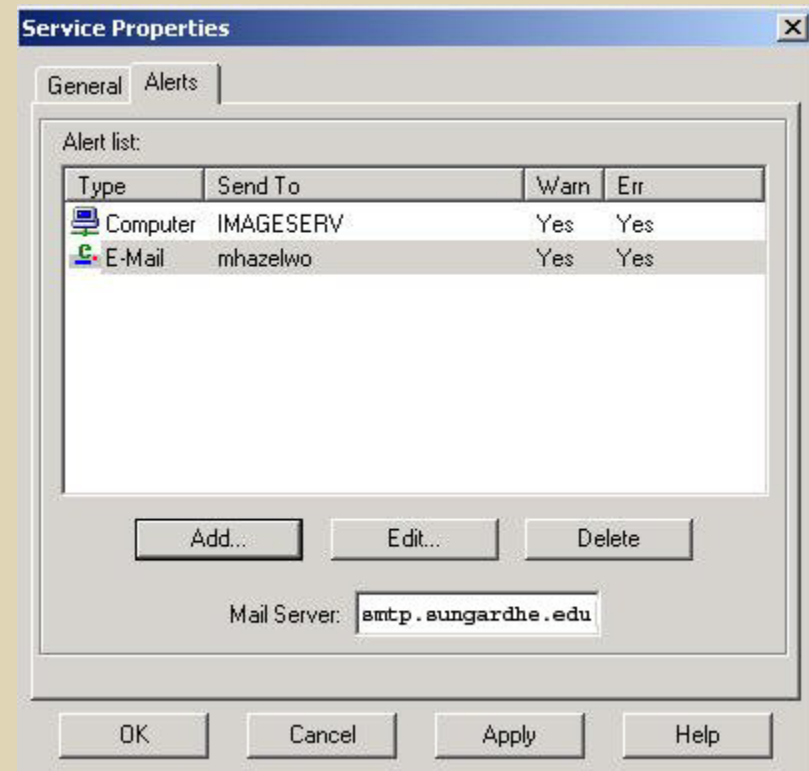 Service Properties
General Alerts
Alert list:
Type Send To Warn Err
Computer IMAGESERV Yes Yes
E-Mail mhazelwo Yes Yes
Add... Edit... Delete
Mail Server: smtp.sungardhe.edu
OK Cancel Apply Help